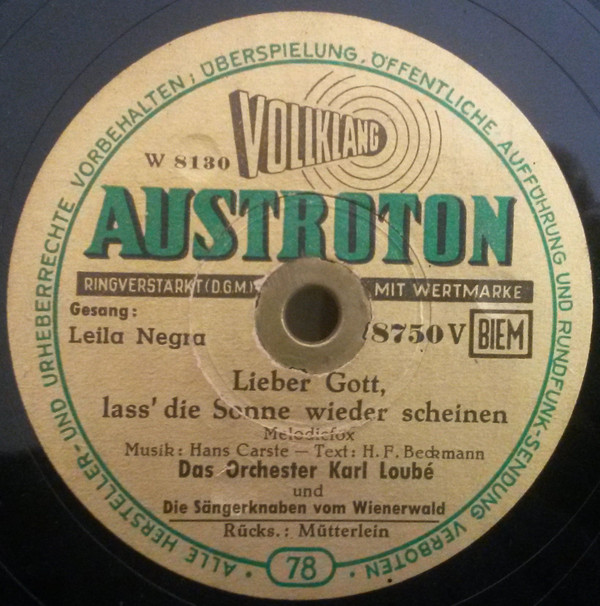 ALLE HERSTELLER- UND URHEBERRECHTE VORBEHALTEN; ÜBERSPIELUNG, ÖFFENTLICHE AUFFÜHRUNG UND RUNDFUNK-SENDUNG VERBOTEN
VOLLKLANG
W 8130
AUSTROTON
RINGVERSTÄRKT (D.G.M.) MIT WERTMARKE
Gesang:
Leila Negra
8750 V BIEM
Lieber Gott,
lass' die Sonne wieder scheinen
Melodiefox
Musik: Hans Carste — Text: H. F. Beckmann
Das Orchester Karl Loubé
und
Die Sängerknaben vom Wienerwald
Rücks.: Mütterlein
78